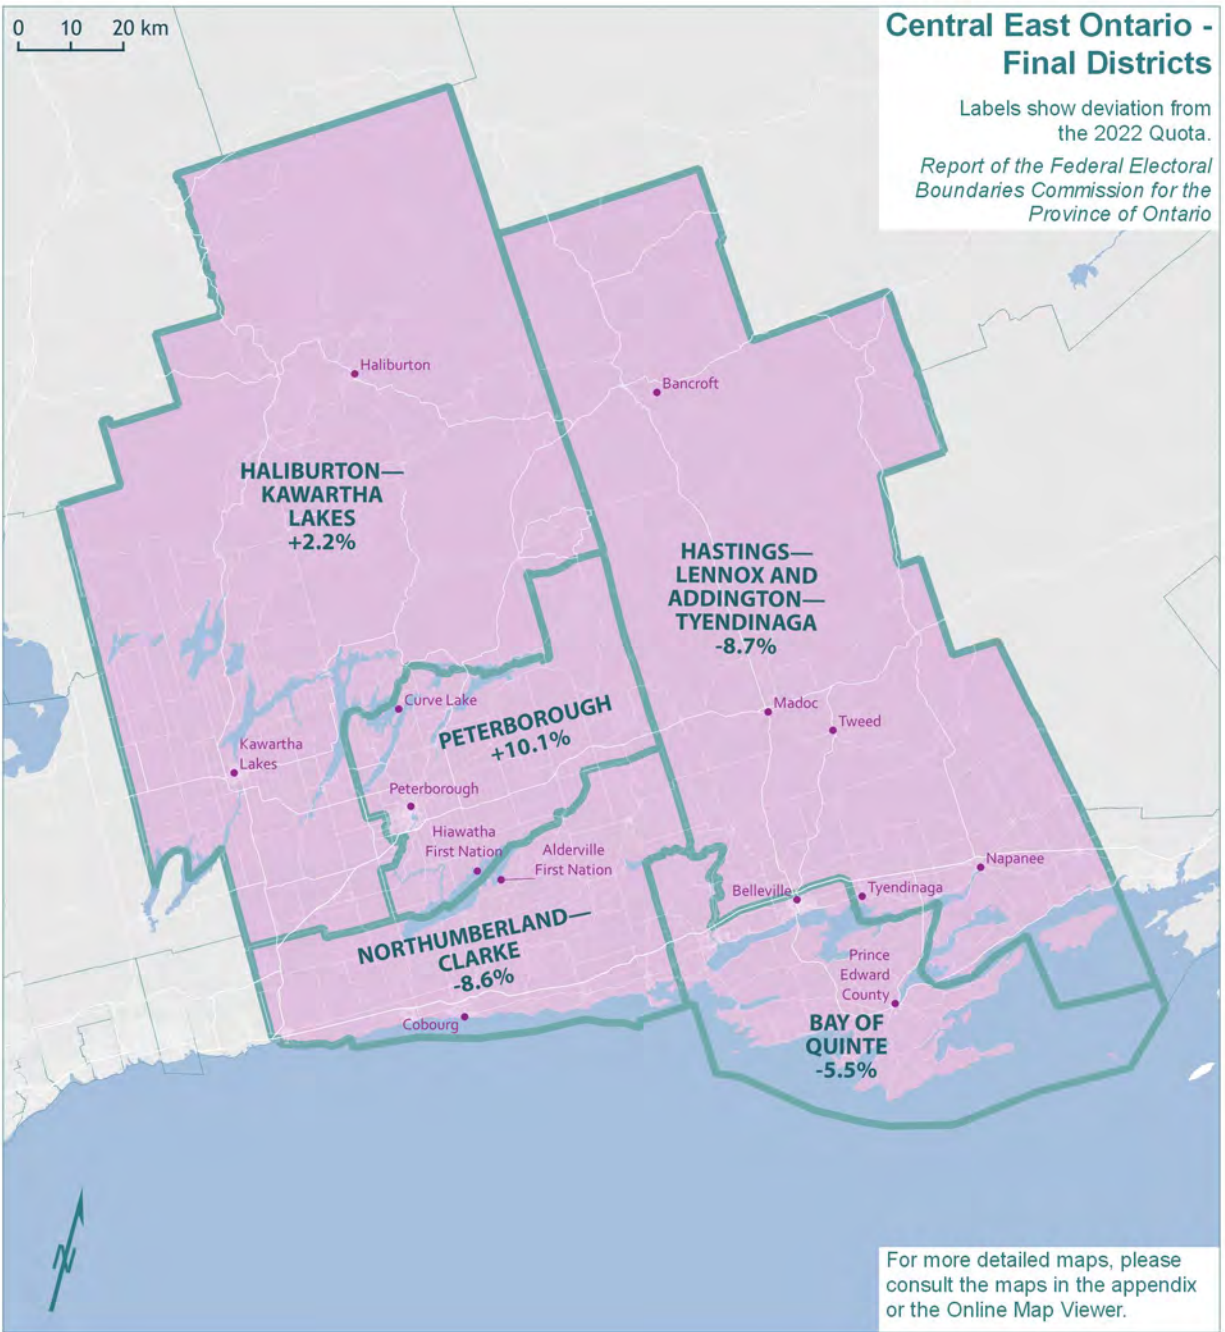 0 10 20 km
Central East Ontario -
Final Districts
Labels show deviation from
the 2022 Quota.
Report of the Federal Electoral
Boundaries Commission for the
Province of Ontario
Haliburton
Bancroft
HALIBURTON—
KAWARTHA
LAKES
+2.2%
HASTINGS—
LENNOX AND
ADDINGTON—
TYENDINAGA
-8.7%
Curve Lake
PETERBOROUGH
+10.1%
Madoc
Tweed
Kawartha
Lakes
Peterborough
Hiawatha
First Nation
Alderville
First Nation
Napanee
Belleville
Tyendinaga
NORTHUMBERLAND—
CLARKE
-8.6%
Prince
Edward
County
Cobourg
BAY OF
QUINTE
-5.5%
N
For more detailed maps, please
consult the maps in the appendix
or the Online Map Viewer.